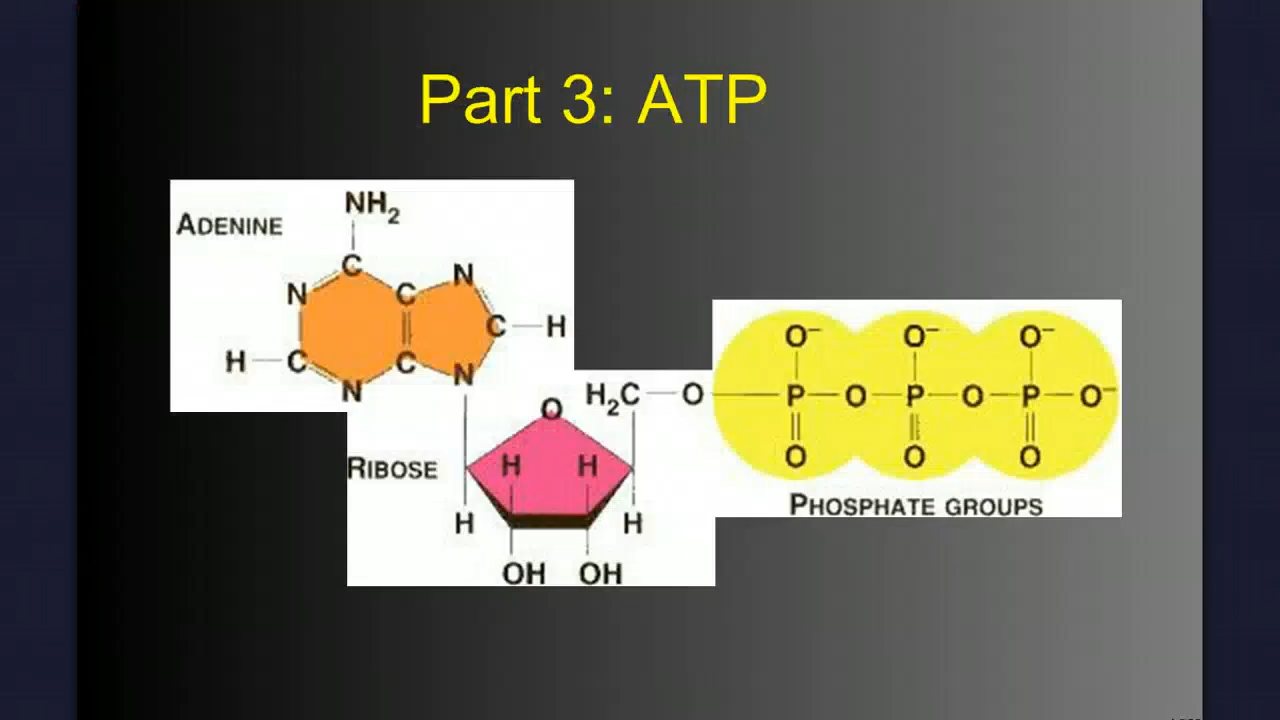 Part 3: ATP
ADENINE
NH2
C
N
C
N
C
H
H
C
C
N
N
RIBOSE
O
H2C
O
H
H
H
H
OH
OH
O−
O−
O−
P
O
P
O
P
O−
O
O
O
PHOSPHATE GROUPS